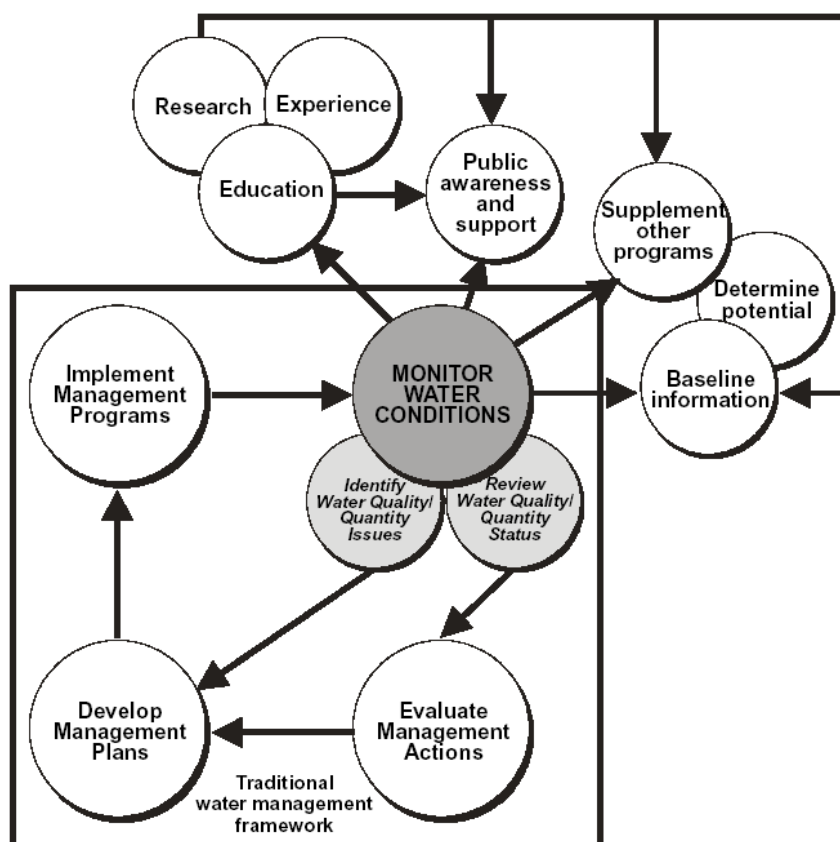 Research
Experience
Education
Public
awareness
and
support
Supplement
other
programs
Determine
potential
Baseline
information
Implement
Management
Programs
MONITOR
WATER
CONDITIONS
Identify
Water Quality/
Quantity
Issues
Review
Water Quality/
Quantity
Status
Develop
Management
Plans
Evaluate
Management
Actions
Traditional
water management
framework